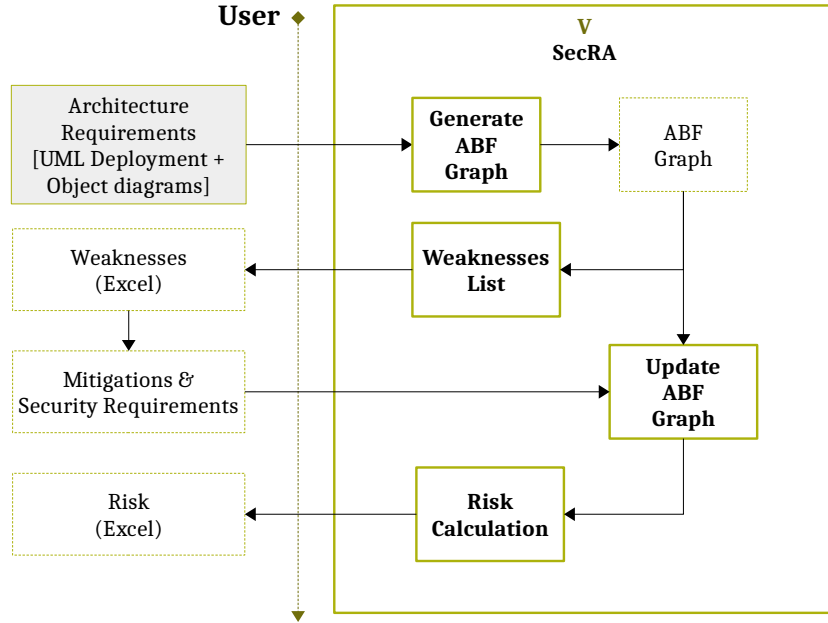 User
V
SecRA
Architecture
Requirements
[UML Deployment +
Object diagrams]
Generate
ABF
Graph
ABF
Graph
Weaknesses
(Excel)
Weaknesses
List
Mitigations &
Security Requirements
Update
ABF
Graph
Risk
(Excel)
Risk
Calculation